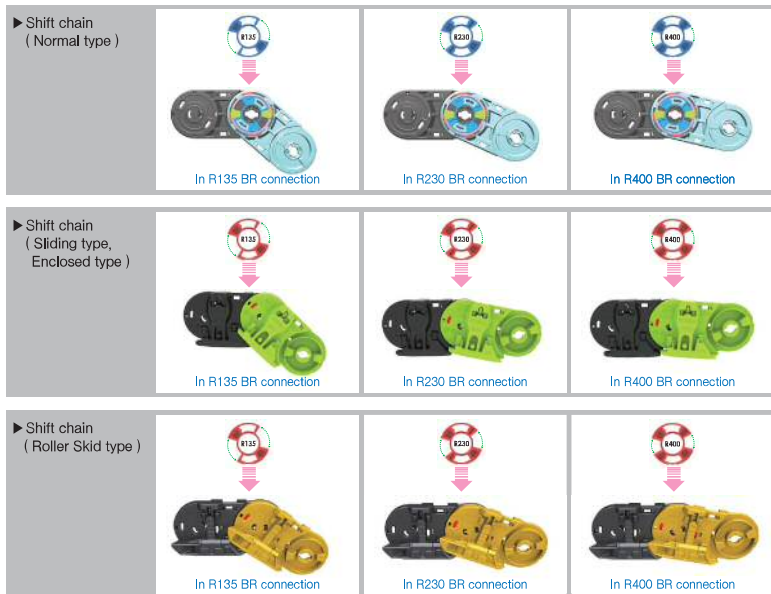 ▶ Shift chain
( Normal type )
R135
R230
R400
In R135 BR connection
In R230 BR connection
In R400 BR connection
▶ Shift chain
( Sliding type,
Enclosed type )
R135
R230
R400
In R135 BR connection
In R230 BR connection
In R400 BR connection
▶ Shift chain
( Roller Skid type )
R135
R230
R400
In R135 BR connection
In R230 BR connection
In R400 BR connection